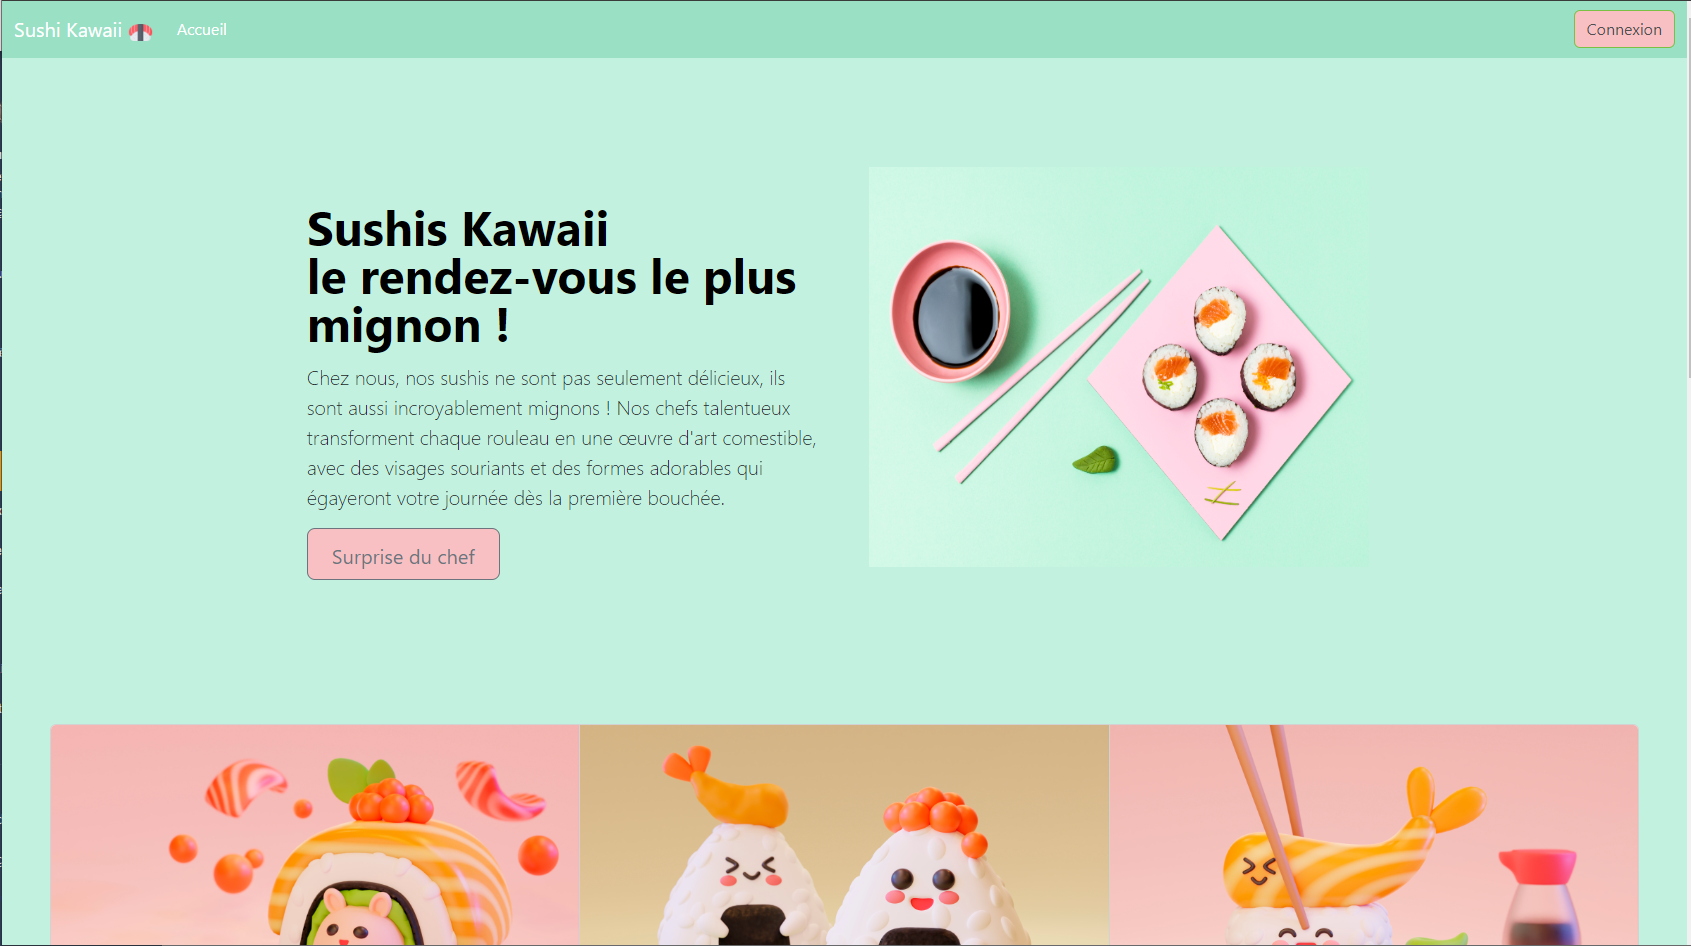 Sushi Kawaii
Accueil
Connexion
Sushis Kawaii
le rendez-vous le plus
mignon !
Chez nous, nos sushis ne sont pas seulement délicieux, ils
sont aussi incroyablement mignons ! Nos chefs talentueux
transforment chaque rouleau en une œuvre d'art comestible,
avec des visages souriants et des formes adorables qui
égayeront votre journée dès la première bouchée.
Surprise du chef